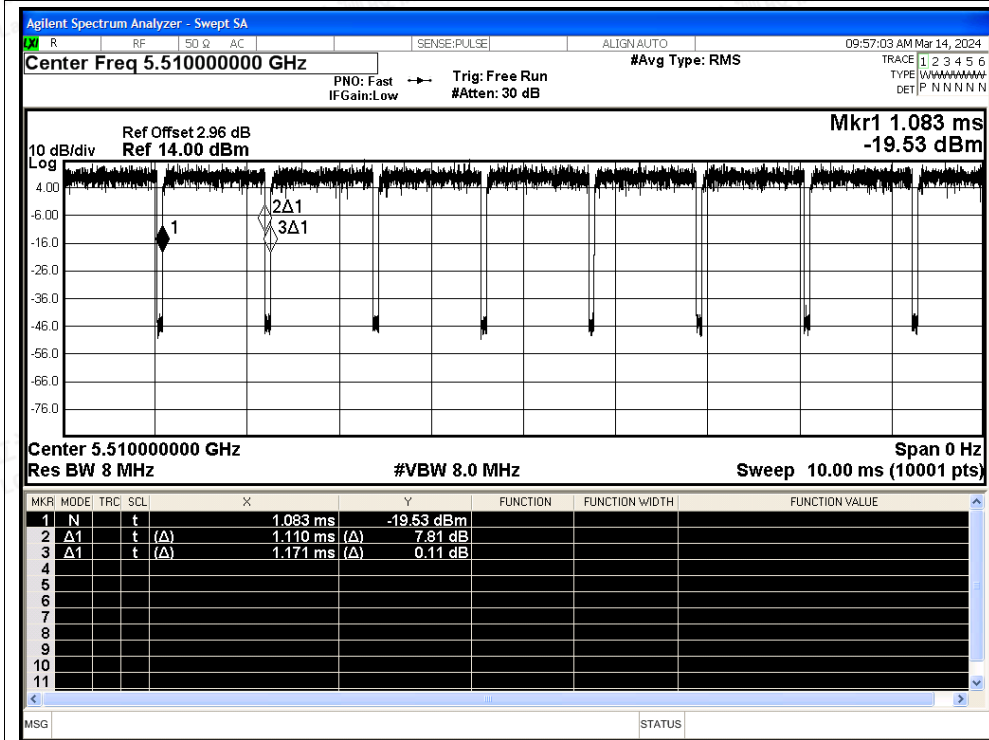 Agilent Spectrum Analyzer - Swept SA
LXI R RF 50 Ω AC SENSE:PULSE ALIGN AUTO 09:57:03 AM Mar 14, 2024
Center Freq 5.510000000 GHz #Avg Type: RMS TRACE 1 2 3 4 5 6
PNO: Fast Trig: Free Run TYPE
IFGain:Low #Atten: 30 dB DET P N N N N N
Mkr1 1.083 ms
Ref Offset 2.96 dB
10 dB/div Ref 14.00 dBm -19.53 dBm
Log
4.00
2Δ1
-6.00
1 3Δ1
-16.0
-26.0
-36.0
-46.0
-56.0
-66.0
-76.0
Center 5.510000000 GHz Span 0 Hz
Res BW 8 MHz #VBW 8.0 MHz Sweep 10.00 ms (10001 pts)
MKR MODE TRC SCL X Y FUNCTION FUNCTION WIDTH FUNCTION VALUE
1 N t 1.083 ms -19.53 dBm
2 Δ1 t (Δ) 1.110 ms (Δ) 7.81 dB
3 Δ1 t (Δ) 1.171 ms (Δ) 0.11 dB
4
5
6
7
8
9
10
11
MSG STATUS